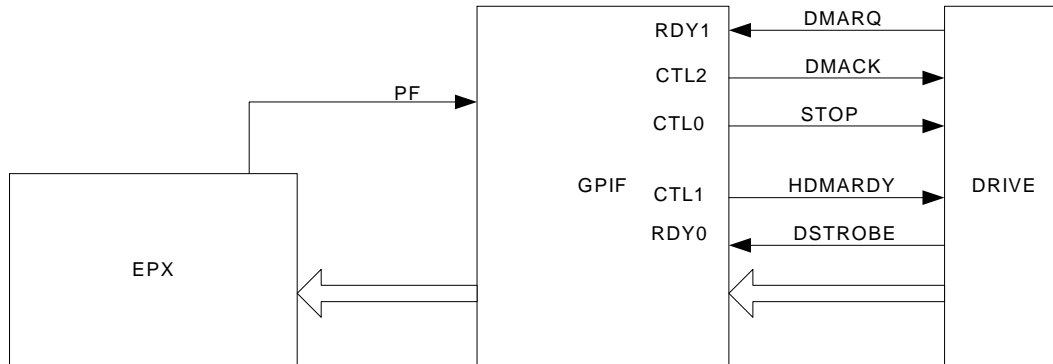 RDY1
DMARQ
CTL2
DMACK
PF
CTL0
STOP
GPIF
CTL1
HDMARDY
DRIVE
RDY0
DSTROBE
EPX